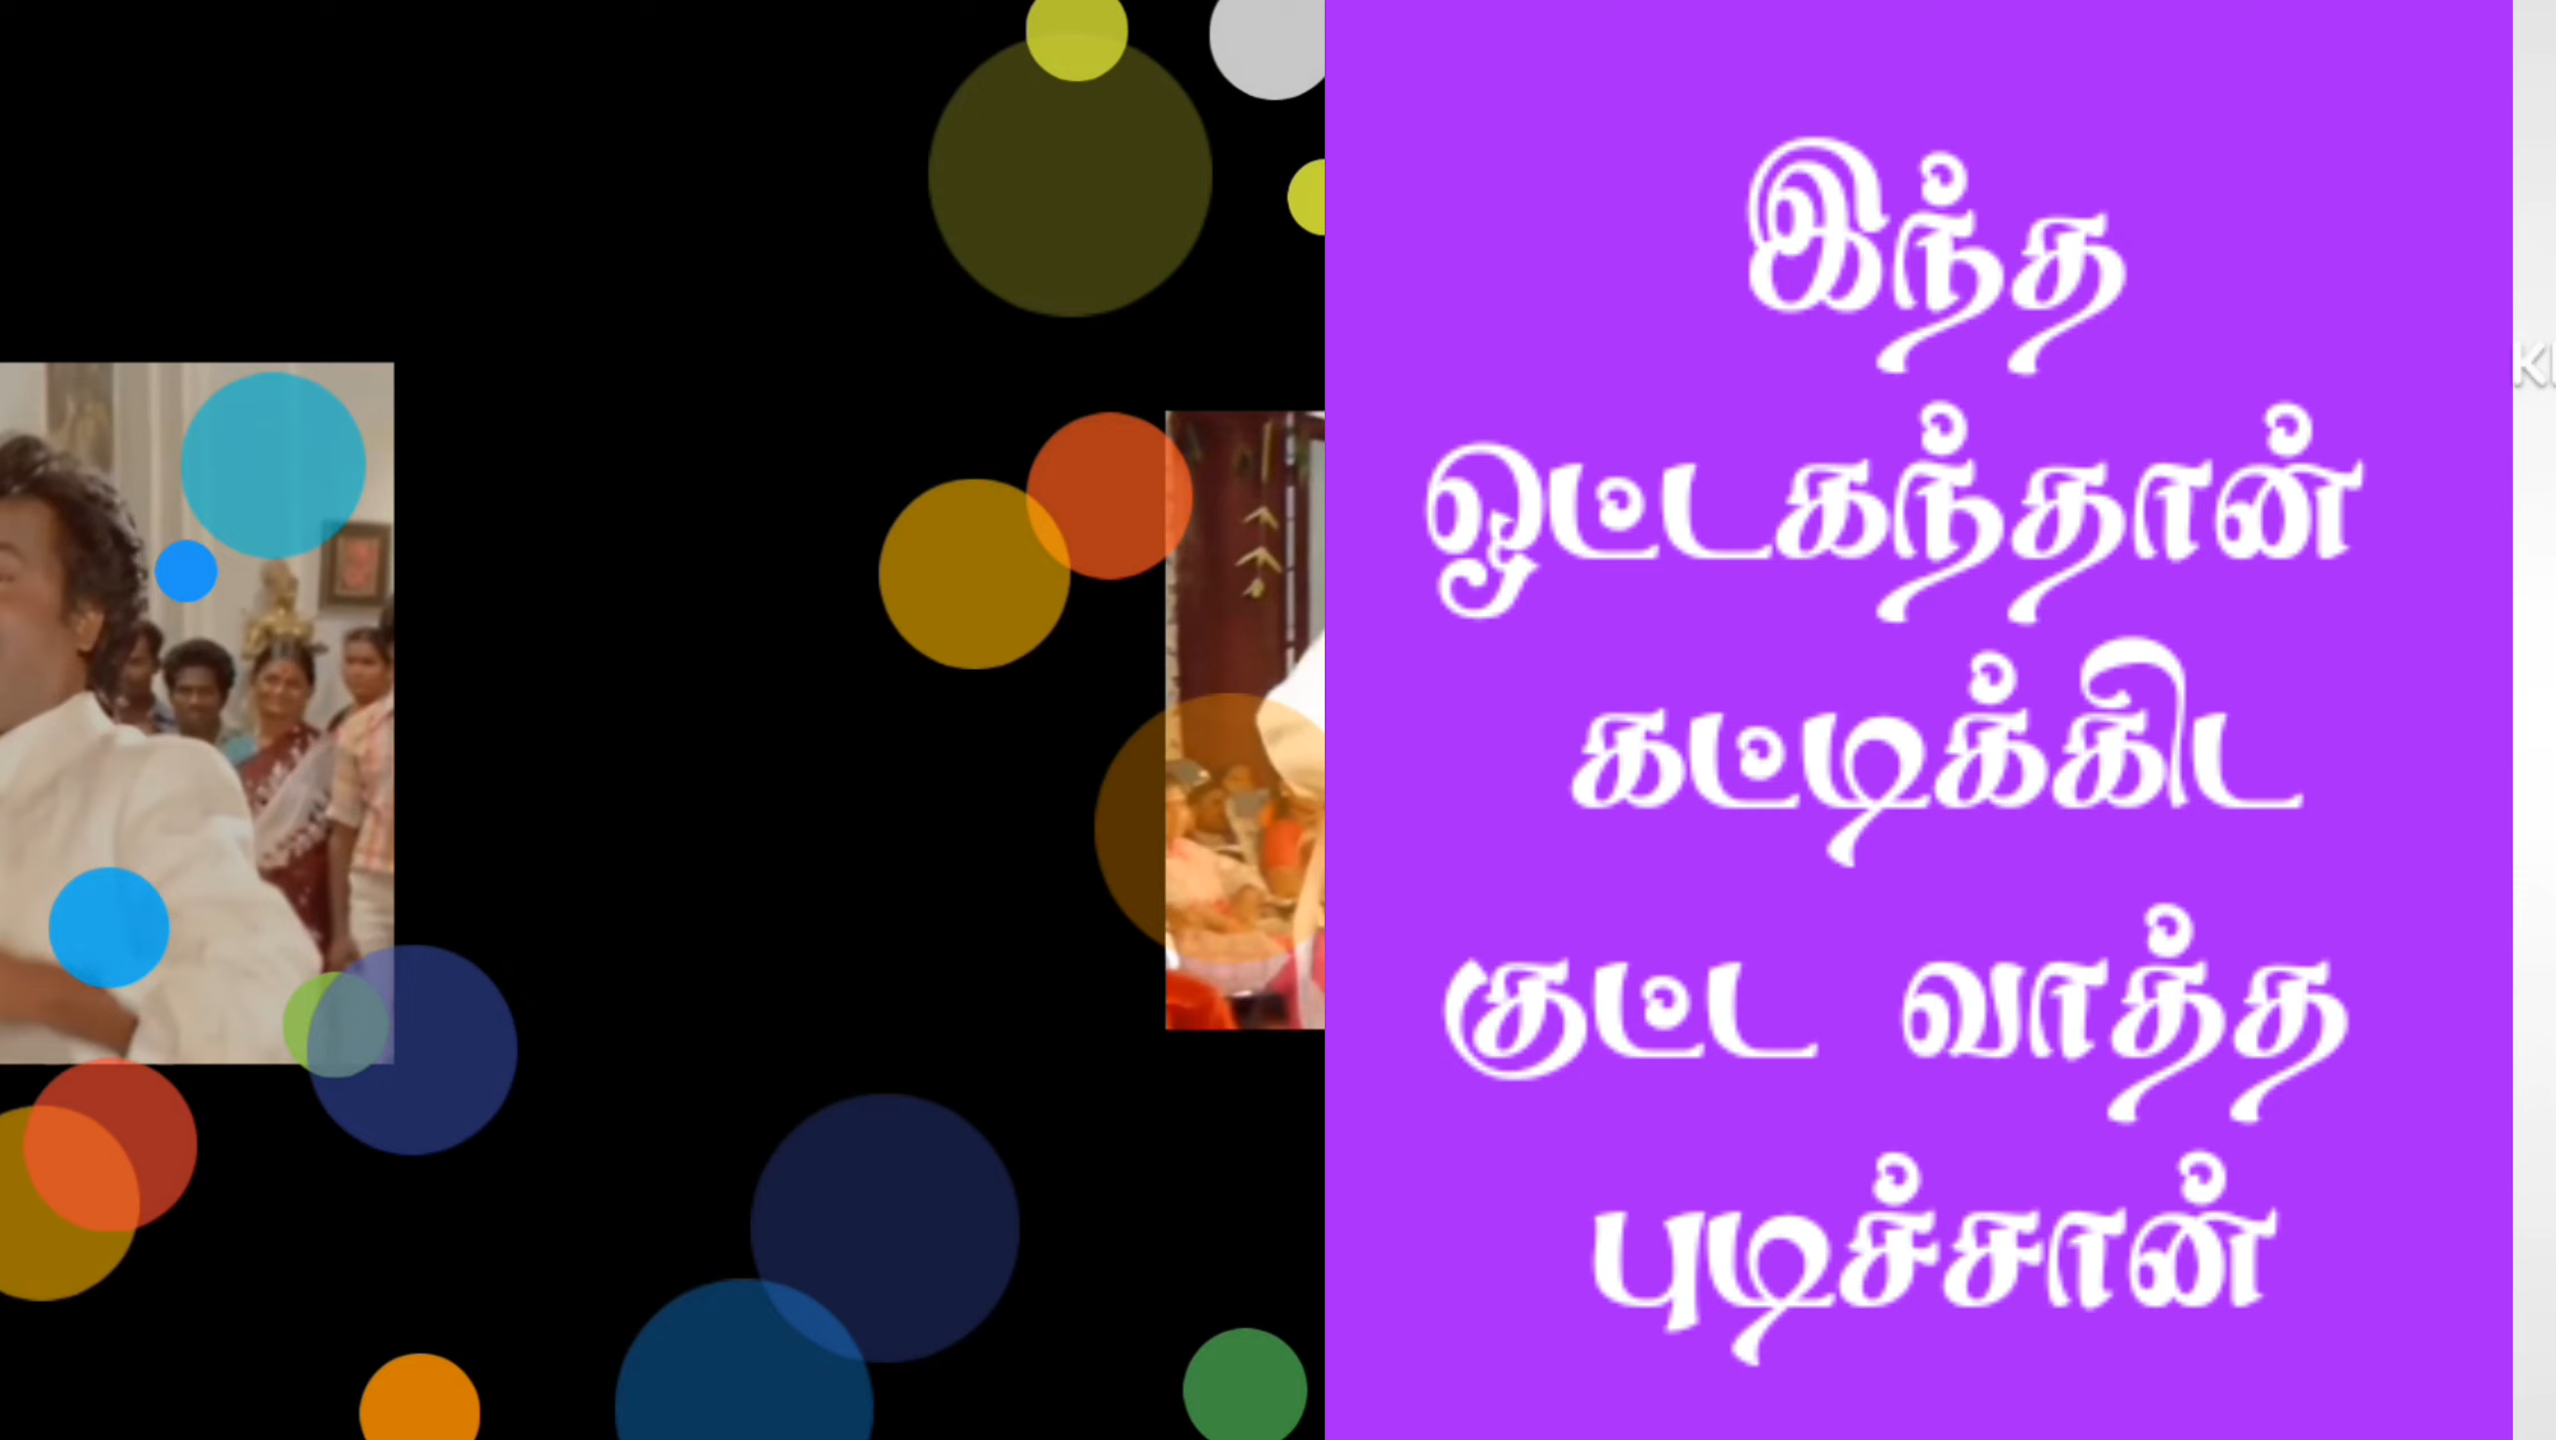 இந்த
ஒட்டகந்தான்
கட்டிக்கிட
குட்ட வாத்த
புடிச்சான்